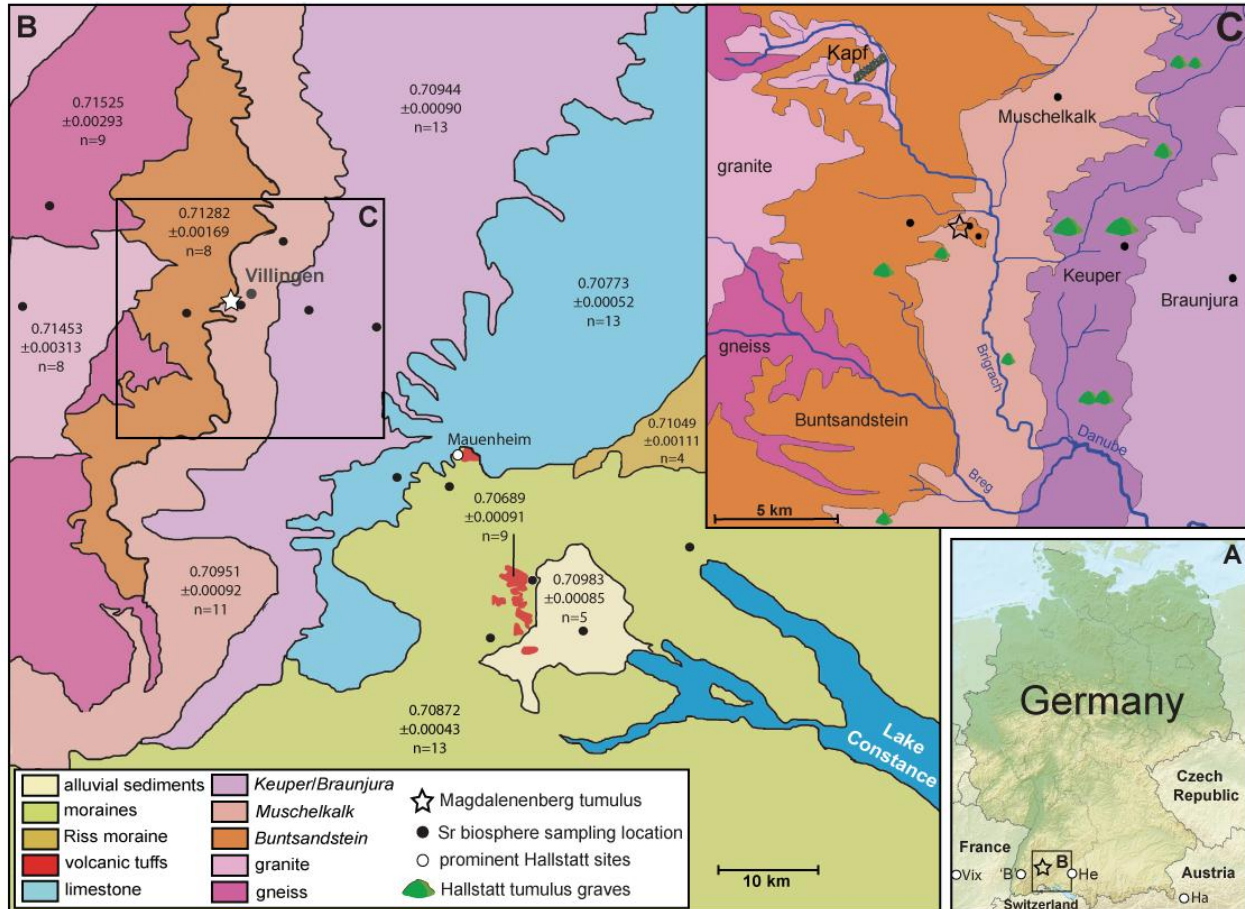 B
0.71525
±0.00293
n=9
0.70944
±0.00090
n=13
0.71282
±0.00169
n=8
C
Villingen
0.70773
±0.00052
n=13
0.71453
±0.00313
n=8
Mauenheim
0.71049
±0.00111
n=4
0.70689
±0.00091
n=9
0.70983
±0.00085
n=5
0.70951
±0.00092
n=11
0.70872
±0.00043
n=13
Lake
Constance
alluvial sediments
moraines
Riss moraine
volcanic tuffs
limestone
Keuper/Braunjura
Muschelkalk
Buntsandstein
granite
gneiss
Magdalenenberg tumulus
Sr biosphere sampling location
prominent Hallstatt sites
Hallstatt tumulus graves
10 km
C
Kapf
Muschelkalk
granite
Keuper
Braunjura
gneiss
Brigrach
Buntsandstein
Danube
Breg
5 km
A
Germany
Czech
Republic
France
B
Vix
'B'
He
Austria
Switzerland
Ha